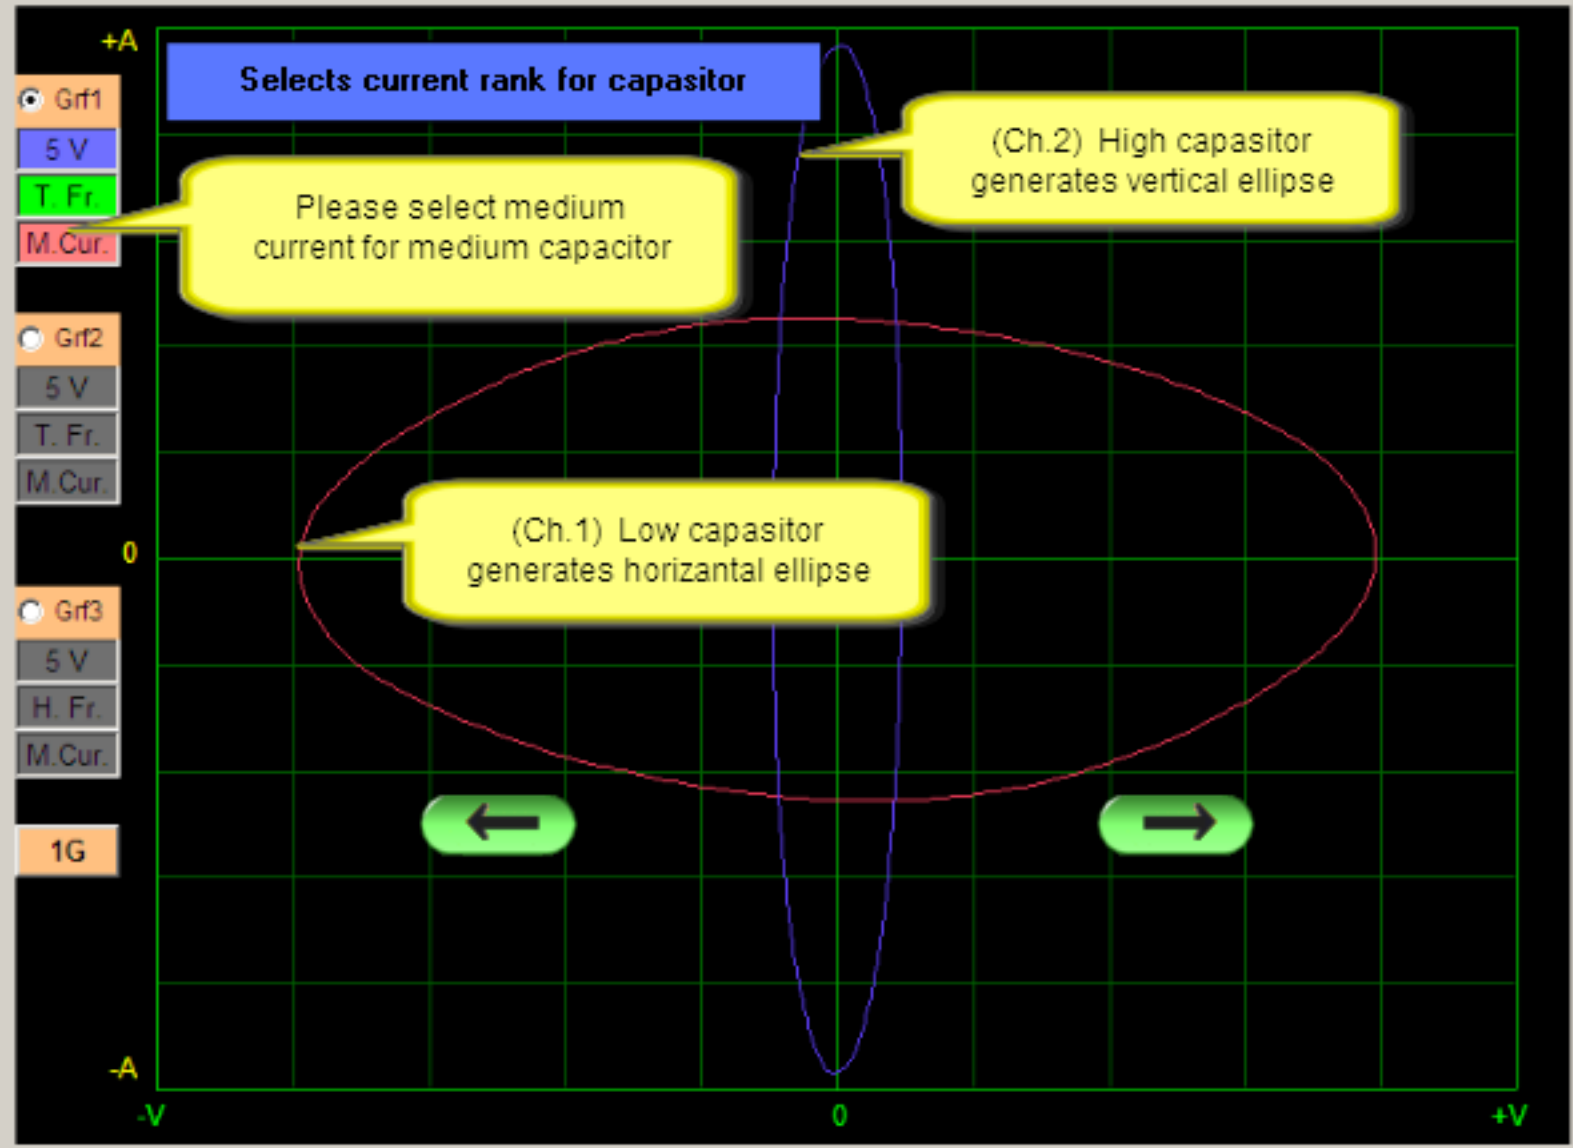 +A
Selects current rank for capasitor
Grf1
5 V
T. Fr.
M.Cur.
(Ch.2) High capasitor
generates vertical ellipse
Please select medium
current for medium capacitor
Grf2
5 V
T. Fr.
M.Cur.
0
(Ch.1) Low capasitor
generates horizantal ellipse
Grf3
5 V
H. Fr.
M.Cur.
1G
-A
-V
0
+V